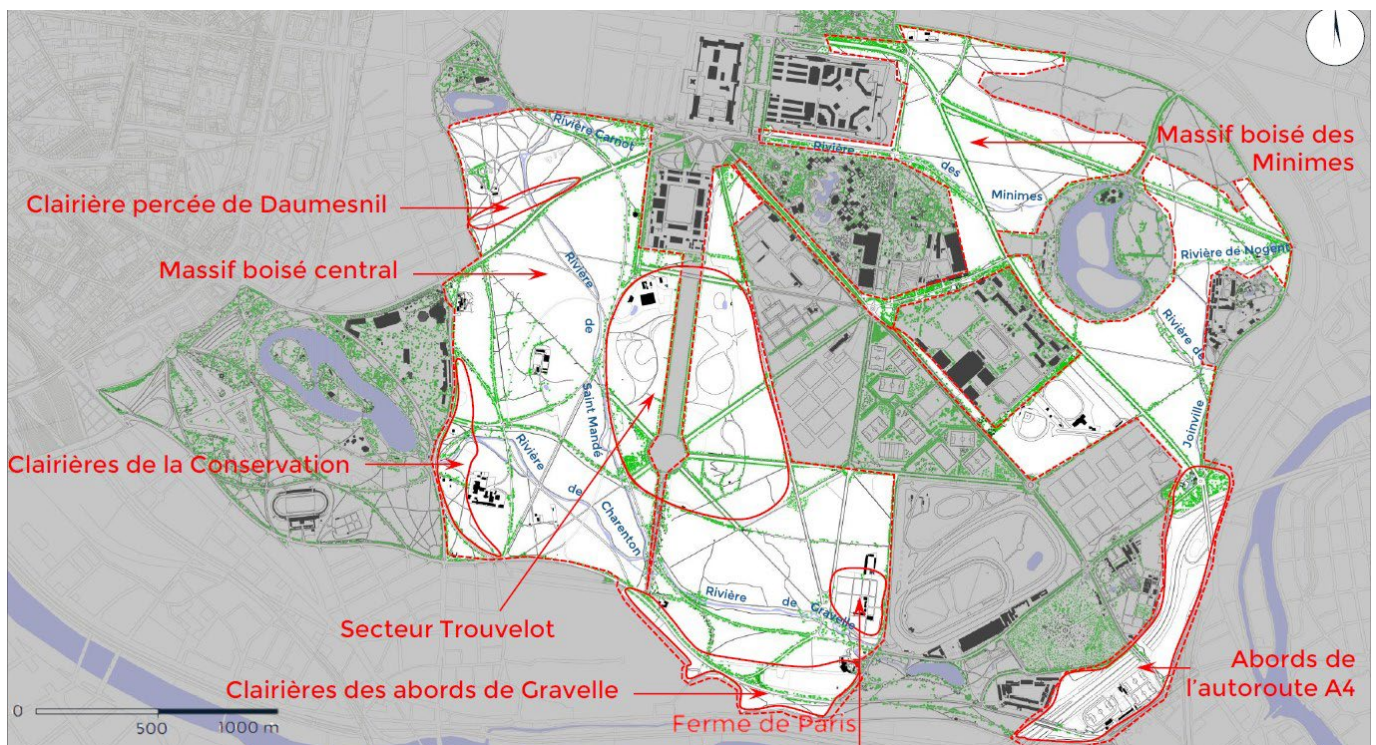 Rivière Carnot
Rivière
des
Minimes
Massif boisé des
Minimes
Clairière percée de Daumesnil
Massif boisé central
Rivière
de
Saint Mandé
Rivière de Nogent
Rivière de
Joinville
Clairières de la Conservation
Rivière
de
Charenton
Secteur Trouvelot
Rivière de Gravelle
Clairières des abords de Gravelle
Ferme de Paris
Abords de
l'autoroute A4
0
500
1000 m